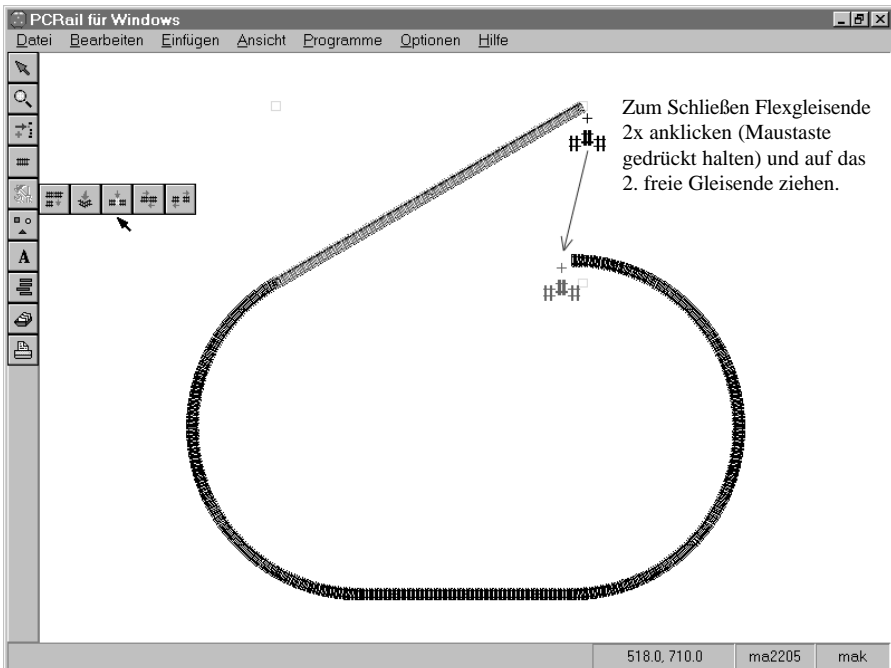 PCRail für Windows
Datei Bearbeiten Einfügen Ansicht Programme Optionen Hilfe
Zum Schließen Flexgleisende
2x anklicken (Maustaste
gedrückt halten) und auf das
2. freie Gleisende ziehen.
A
518.0, 710.0 ma2205 mak